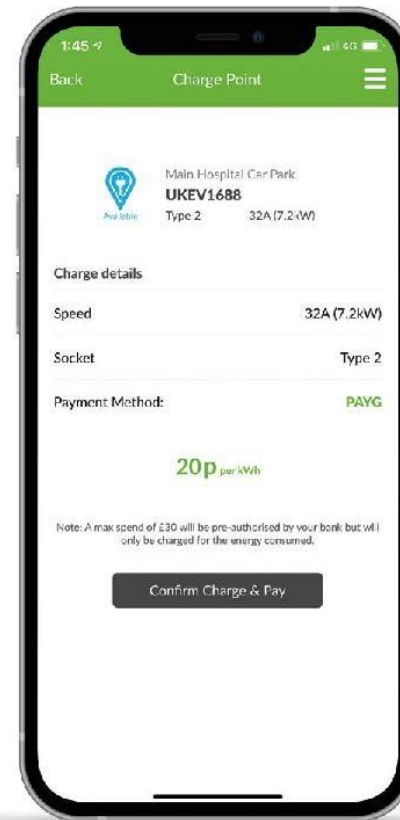 1:45
4G
Back
Charge Point
Main Hospital Car Park
UKEV1688
Type 2 32A (7.2kW)
Available
Charge details
Speed 32A (7.2kW)
Socket Type 2
Payment Method: PAYG
20p per kWh
Note: A max spend of £30 will be pre-authorised by your bank but will
only be charged for the energy consumed.
Confirm Charge & Pay